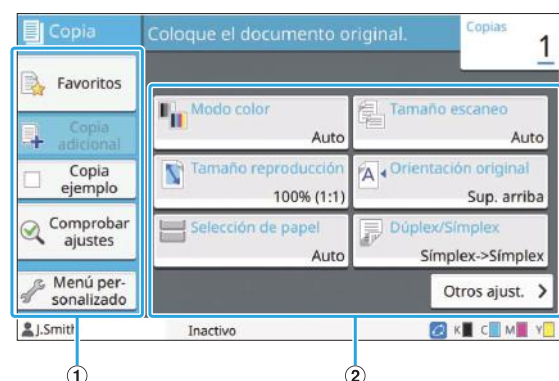 Copia
Coloque el documento original.
Copias
1
Favoritos
Copia
adicional
Copia
ejemplo
Comprobar
ajustes
Menú per-
sonalizado
Modo color
Auto
Tamaño escaneo
Auto
Tamaño reproducción
100% (1:1)
Orientación original
Sup. arriba
Selección de papel
Auto
Dúplex/Símplex
Símplex->Símplex
Otros ajust.
J.Smith
Inactivo
K C M Y
1
2